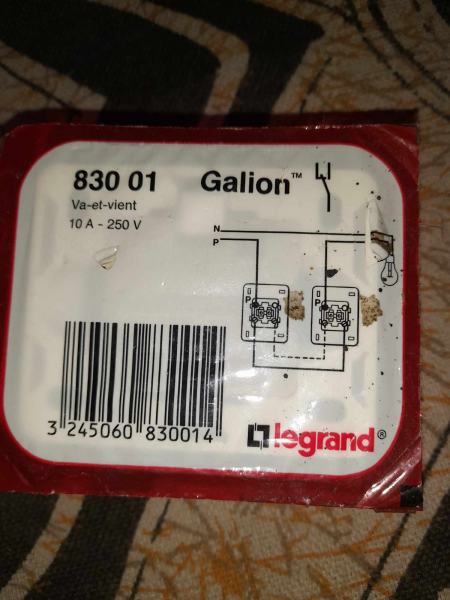 830 01 Galion™
Va-et-vient
10 A - 250 V
N
P
P
P
3 245060 830014
legrand®